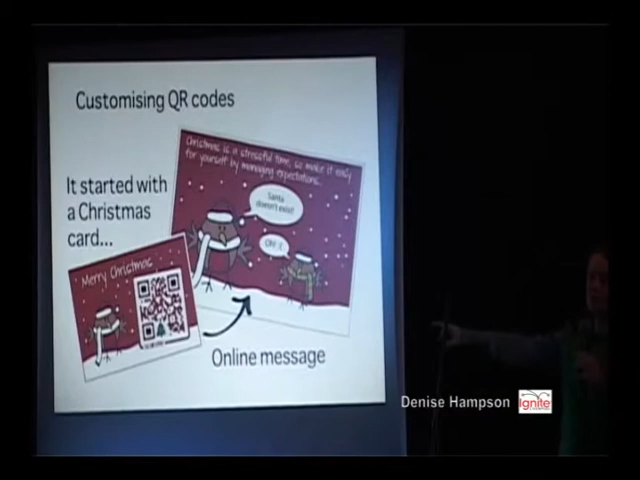 Customising QR codes
Christmas is a stressful time, so make it easy
for yourself by managing expectations...
It started with
a Christmas
card...
Santa
doesn't exist!
Oh! :(
Merry Christmas
Online message
Denise Hampson
Ignite